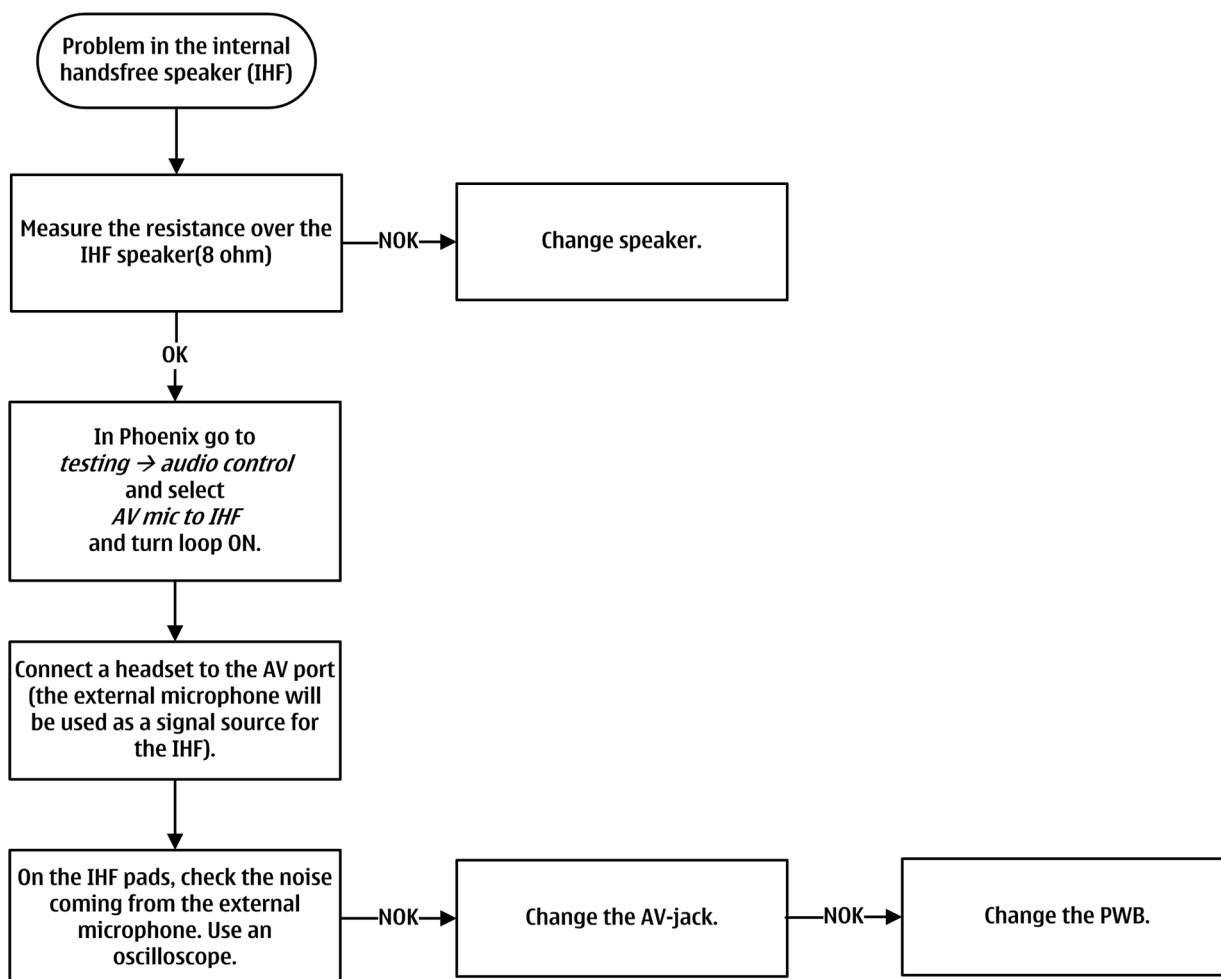 Problem in the internal
handsfree speaker (IHF)
Measure the resistance over the
IHF speaker(8 ohm)
NOK
Change speaker.
OK
In Phoenix go to
testing → audio control
and select
AV mic to IHF
and turn loop ON.
Connect a headset to the AV port
(the external microphone will
be used as a signal source for
the IHF).
On the IHF pads, check the noise
coming from the external
microphone. Use an
oscilloscope.
NOK
Change the AV-jack.
NOK
Change the PWB.